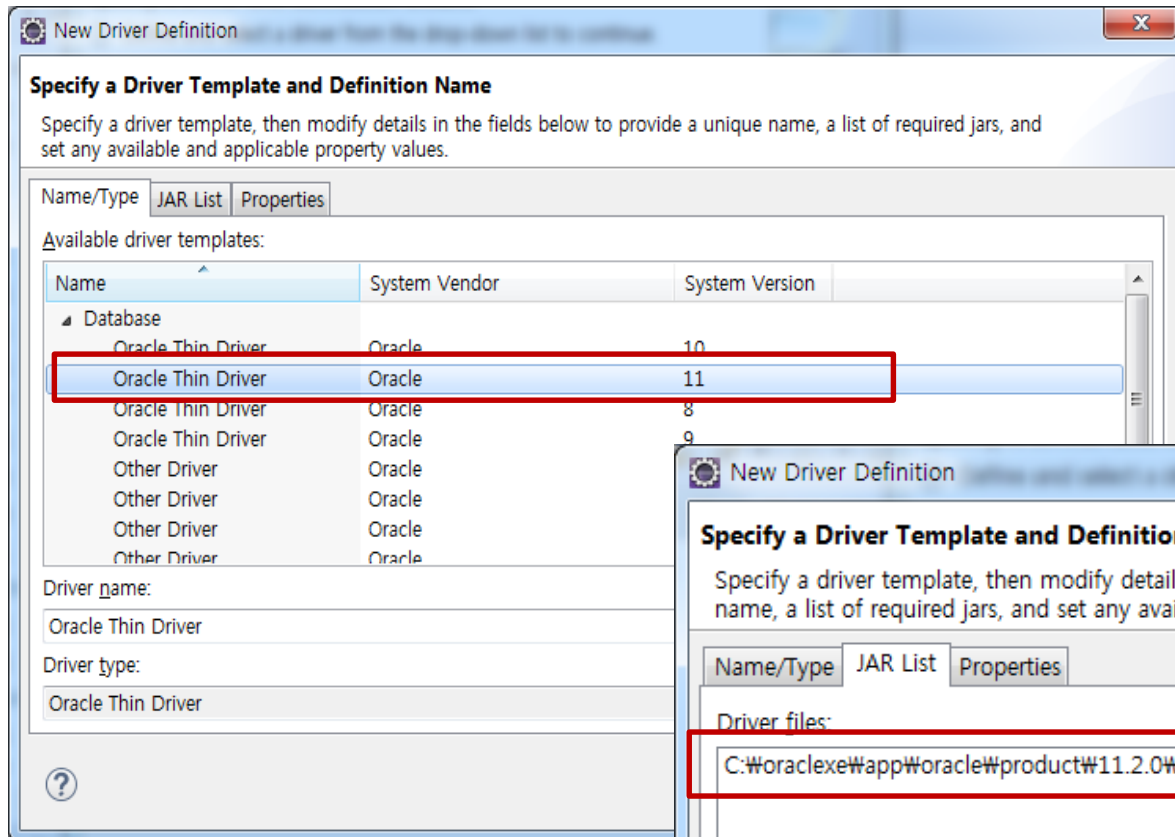 New Driver Definition
Specify a Driver Template and Definition Name
Specify a driver template, then modify details in the fields below to provide a unique name, a list of required jars, and
set any available and applicable property values.
Name/Type JAR List Properties
Available driver templates:
Name System Vendor System Version
Database
Oracle Thin Driver Oracle 10
Oracle Thin Driver Oracle 11
Oracle Thin Driver Oracle 8
Oracle Thin Driver Oracle 9
Other Driver Oracle
Other Driver Oracle
Other Driver Oracle
Other Driver Oracle
Driver name:
Oracle Thin Driver
Driver type:
Oracle Thin Driver
New Driver Definition
Specify a Driver Template and Definition
Specify a driver template, then modify detail
name, a list of required jars, and set any avai
Name/Type JAR List Properties
Driver files:
C:₩oraclexe₩app₩oracle₩product₩11.2.0₩